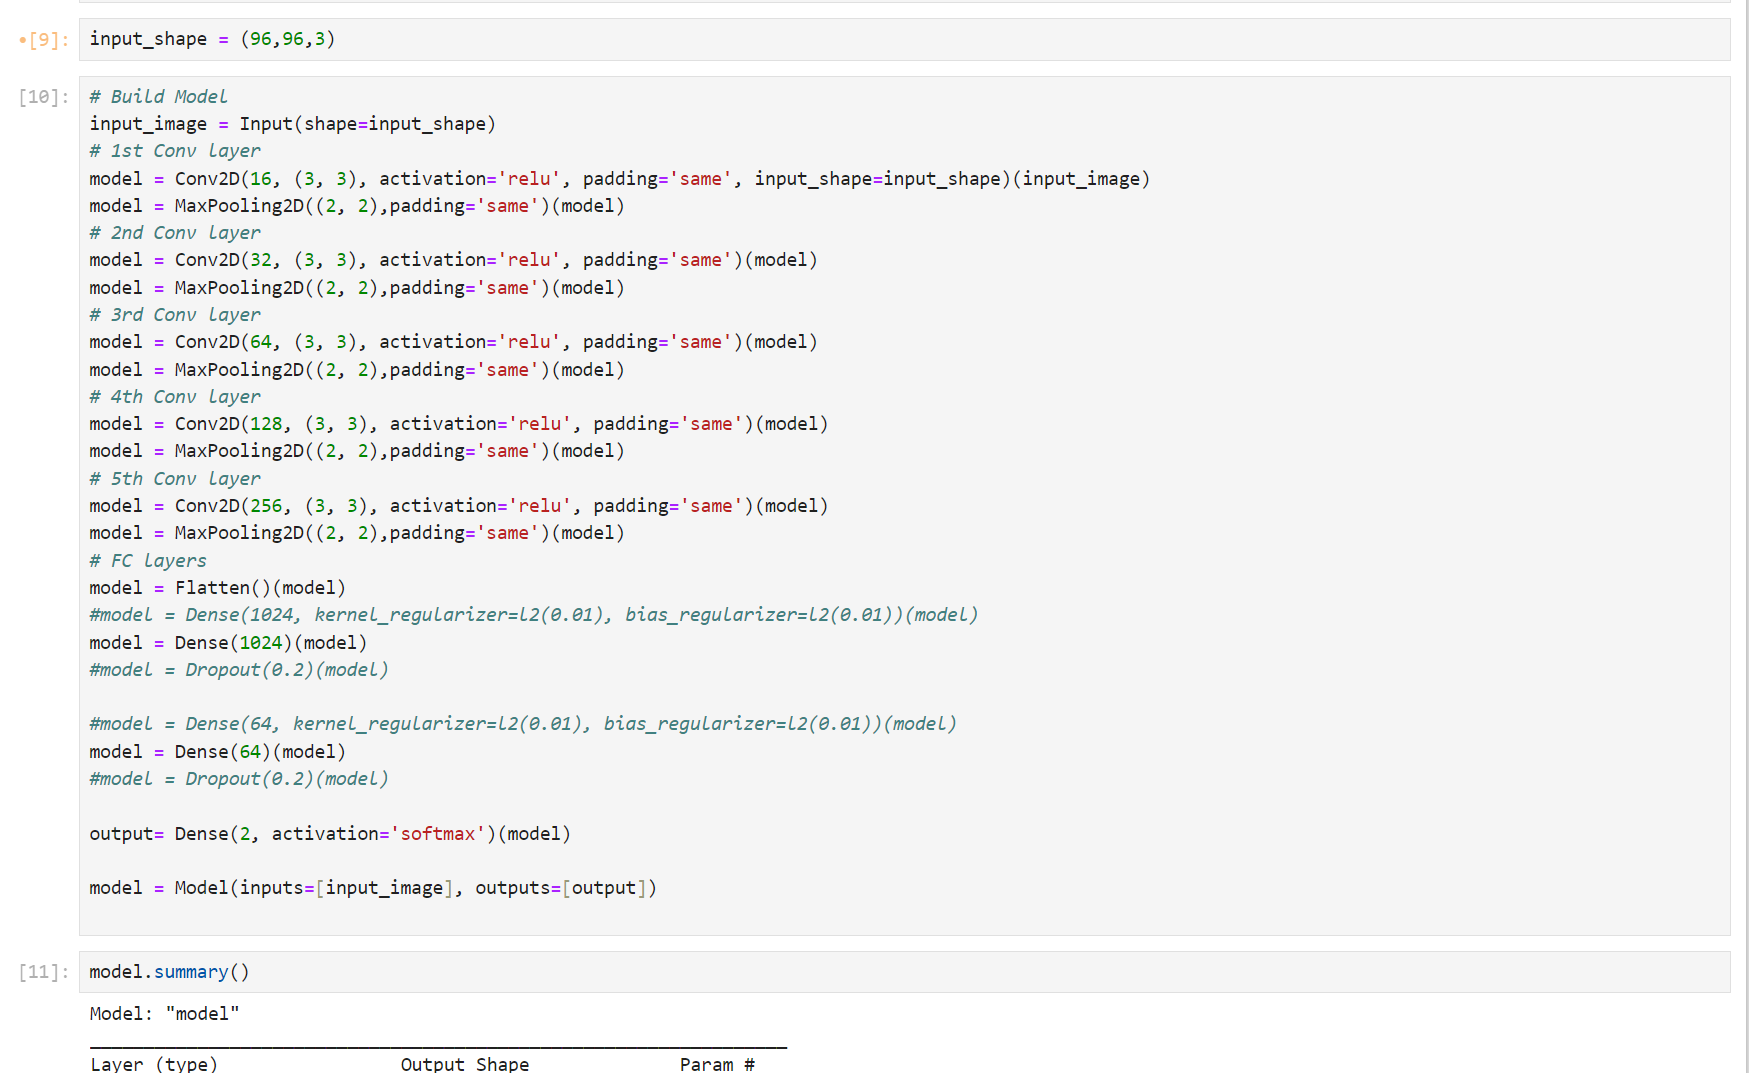 [9]: input_shape = (96,96,3)
[10]: # Build Model
input_image = Input(shape=input_shape)
# 1st Conv layer
model = Conv2D(16, (3, 3), activation='relu', padding='same', input_shape=input_shape)(input_image)
model = MaxPooling2D((2, 2),padding='same')(model)
# 2nd Conv layer
model = Conv2D(32, (3, 3), activation='relu', padding='same')(model)
model = MaxPooling2D((2, 2),padding='same')(model)
# 3rd Conv layer
model = Conv2D(64, (3, 3), activation='relu', padding='same')(model)
model = MaxPooling2D((2, 2),padding='same')(model)
# 4th Conv layer
model = Conv2D(128, (3, 3), activation='relu', padding='same')(model)
model = MaxPooling2D((2, 2),padding='same')(model)
# 5th Conv layer
model = Conv2D(256, (3, 3), activation='relu', padding='same')(model)
model = MaxPooling2D((2, 2),padding='same')(model)
# FC layers
model = Flatten()(model)
#model = Dense(1024, kernel_regularizer=l2(0.01), bias_regularizer=l2(0.01))(model)
model = Dense(1024)(model)
#model = Dropout(0.2)(model)
#model = Dense(64, kernel_regularizer=l2(0.01), bias_regularizer=l2(0.01))(model)
model = Dense(64)(model)
#model = Dropout(0.2)(model)
output= Dense(2, activation='softmax')(model)
model = Model(inputs=[input_image], outputs=[output])
[11]: model.summary()
Model: "model"
Layer (type) Output Shape Param #